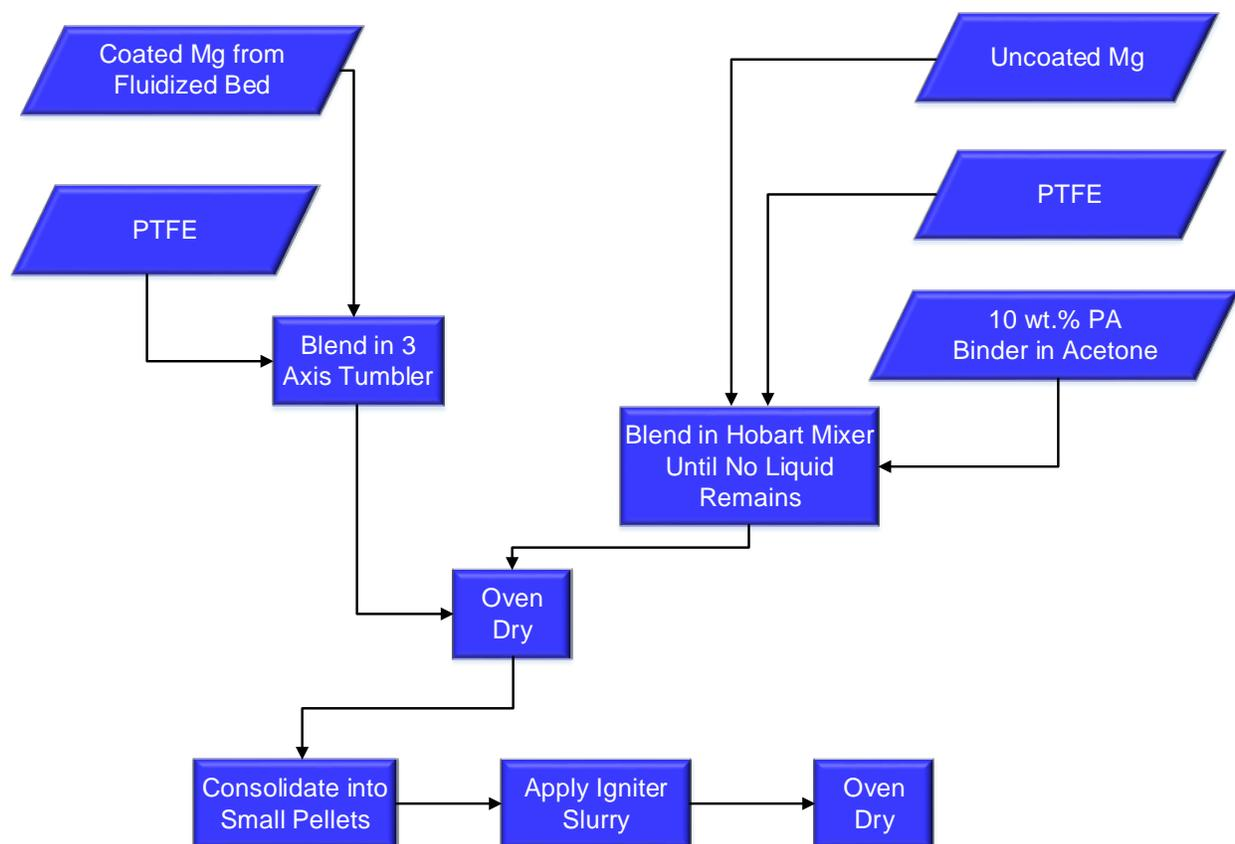 Coated Mg from
Fluidized Bed
Uncoated Mg
PTFE
PTFE
10 wt.% PA
Binder in Acetone
Blend in 3
Axis Tumbler
Blend in Hobart Mixer
Until No Liquid
Remains
Oven
Dry
Consolidate into
Small Pellets
Apply Igniter
Slurry
Oven
Dry